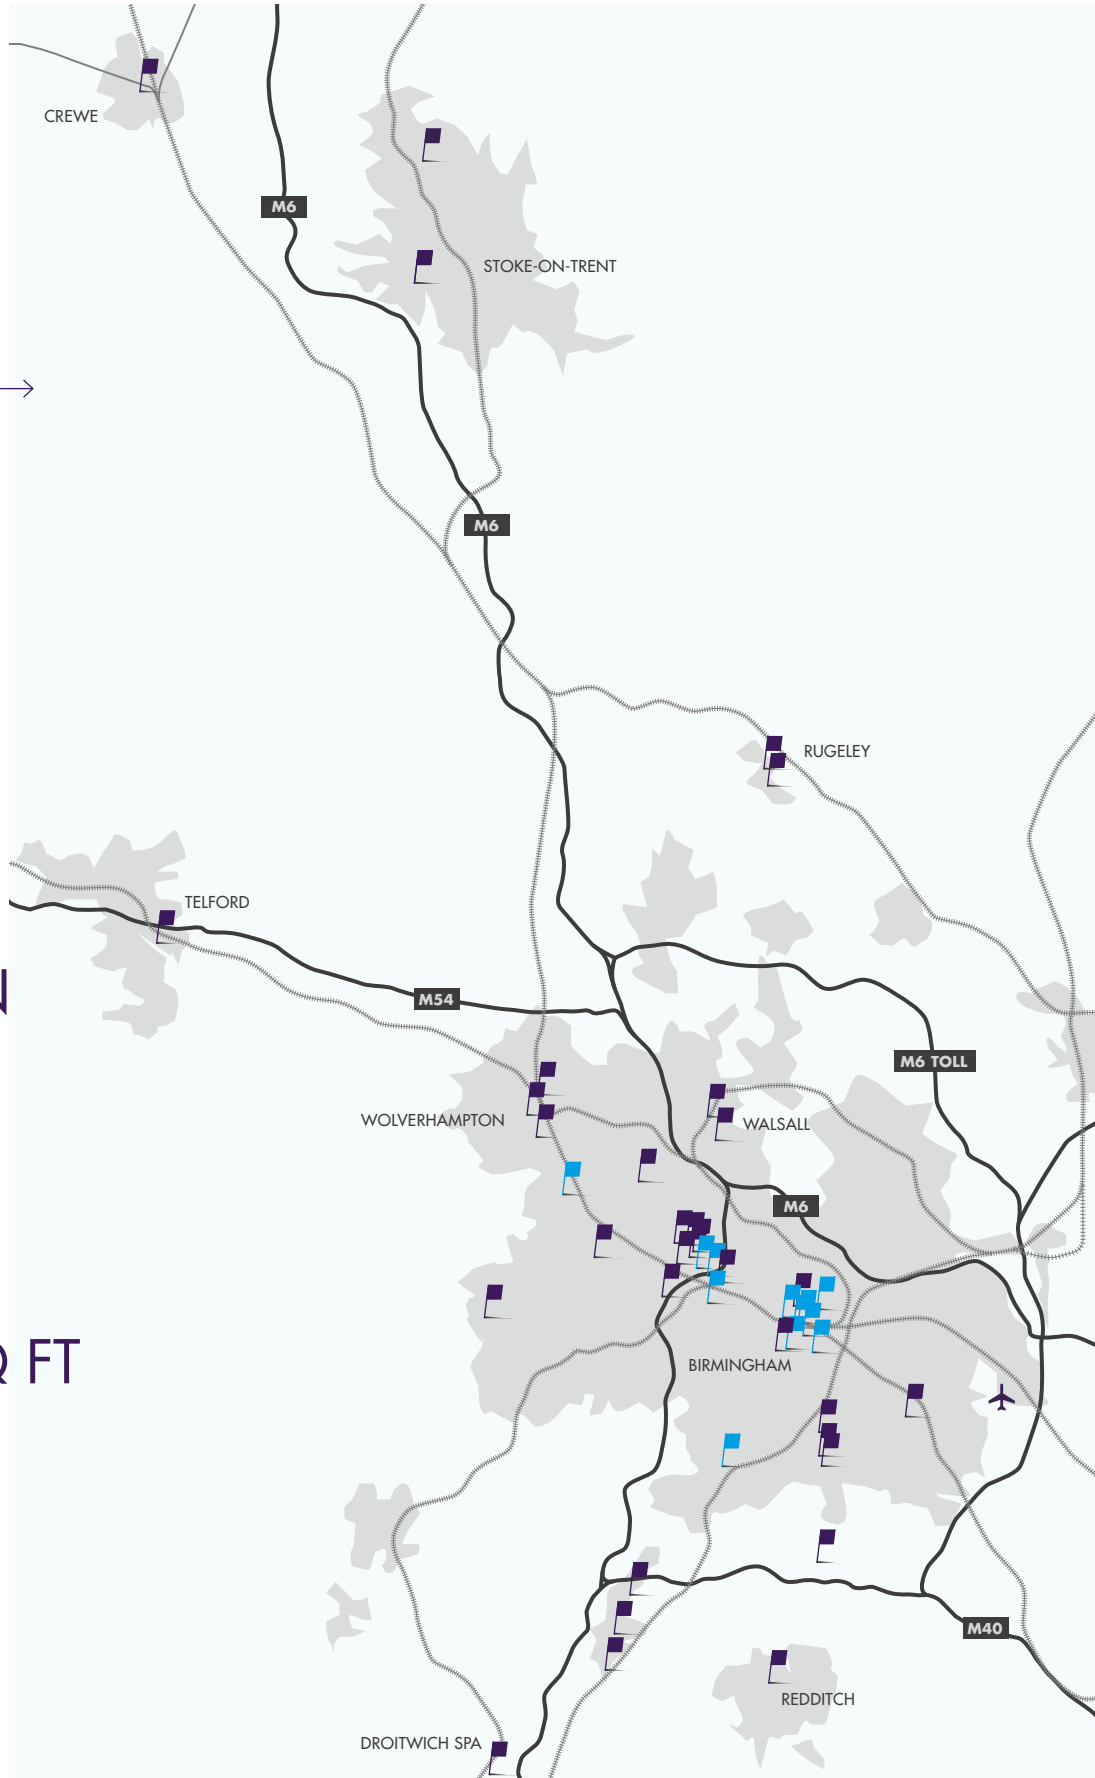 CREWE
M6
STOKE-ON-TRENT
M6
RUGELEY
TELFORD
M54
M6 TOLL
WOLVERHAMPTON
WALSALL
M6
FT
BIRMINGHAM
M40
REDDITCH
DROITWICH SPA